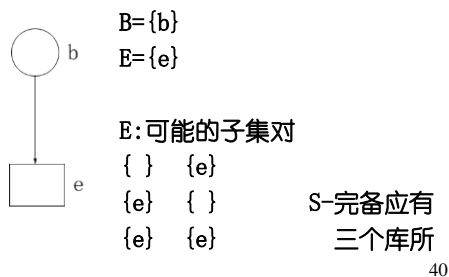 b
e
B={b}
E={e}
E:可能的子集对
{ } {e}
{e} { }
{e} {e}
S-完备应有
三个库所
40